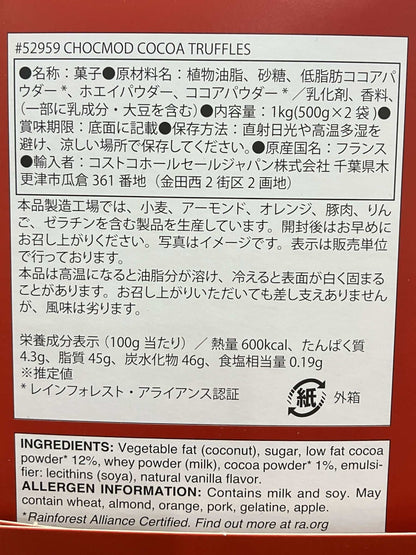 #52959 CHOCMOD COCOA TRUFFLES
●名称：菓子●原材料名：植物油脂、砂糖、低脂肪ココアパ
ウダー *、ホエイパウダー、ココアパウダー *／乳化剤、香料、
(一部に乳成分・大豆を含む)●内容量：1kg(500g×2 袋)●
賞味期限：底面に記載●保存方法：直射日光や高温多湿を
避け、涼しい場所で保存してください。●原産国名：フランス
●輸入者：コストコホールセールジャパン株式会社 千葉県木
更津市瓜倉 361 番地（金田西 2 街区 2 画地）
本品製造工場では、小麦、アーモンド、オレンジ、豚肉、りん
ご、ゼラチンを含む製品を生産しています。開封後はお早めに
お召し上がりください。写真はイメージです。表示は販売単位
で行っております。
本品は高温になると油脂分が溶け、冷えると表面が白く固まる
ことがあります。お召し上がりいただいても差し支えありません
が、風味は劣ります。
栄養成分表示（100g 当たり）／ 熱量 600kcal、たんぱく質
4.3g、脂質 45g、炭水化物 46g、食塩相当量 0.19g
※推定値
* レインフォレスト・アライアンス認証
紙 外箱
INGREDIENTS: Vegetable fat (coconut), sugar, low fat cocoa
powder* 12%, whey powder (milk), cocoa powder* 1%, emulsi-
fier: lecithins (soya), natural vanilla flavor.
ALLERGEN INFORMATION: Contains milk and soy. May
contain wheat, almond, orange, pork, gelatine, apple.
*Rainforest Alliance Certified. Find out more at ra.org